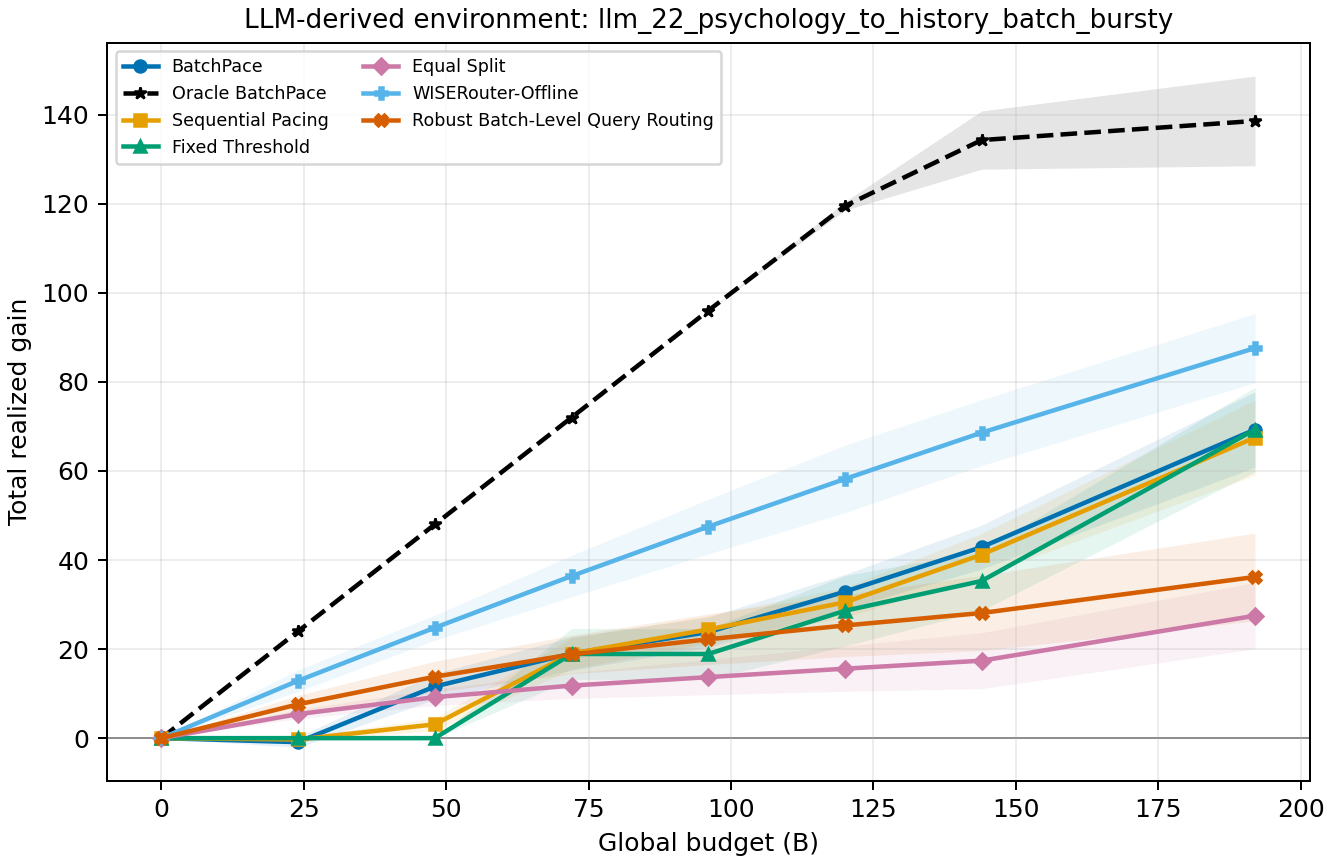 LLM-derived environment: llm_22_psychology_to_history_batch_bursty
BatchPace
Oracle BatchPace
Sequential Pacing
Fixed Threshold
Equal Split
WISERouter-Offline
Robust Batch-Level Query Routing
Total realized gain
140
120
100
80
60
40
20
0
0 25 50 75 100 125 150 175 200
Global budget (B)